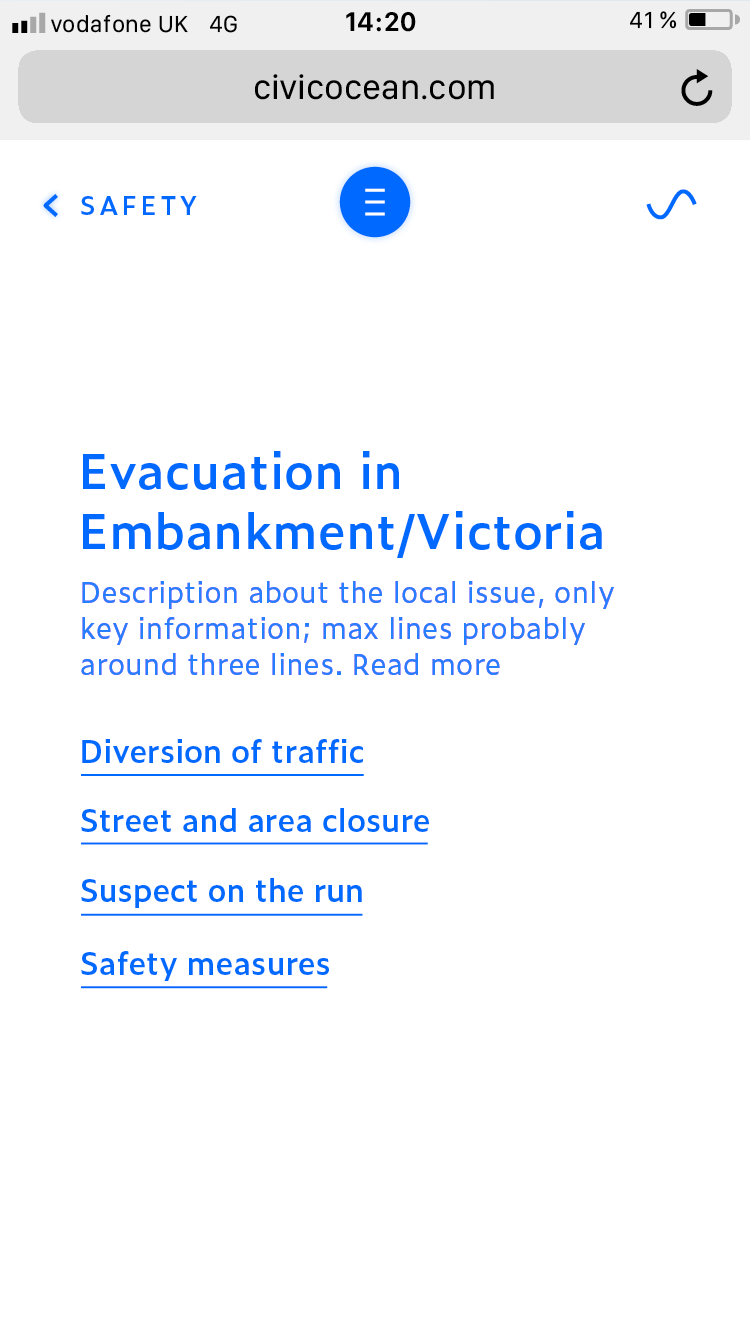 vodafone UK 4G 14:20 41 %
civicocean.com
SAFETY
Evacuation in
Embankment/Victoria
Description about the local issue, only
key information; max lines probably
around three lines. Read more
Diversion of traffic
Street and area closure
Suspect on the run
Safety measures